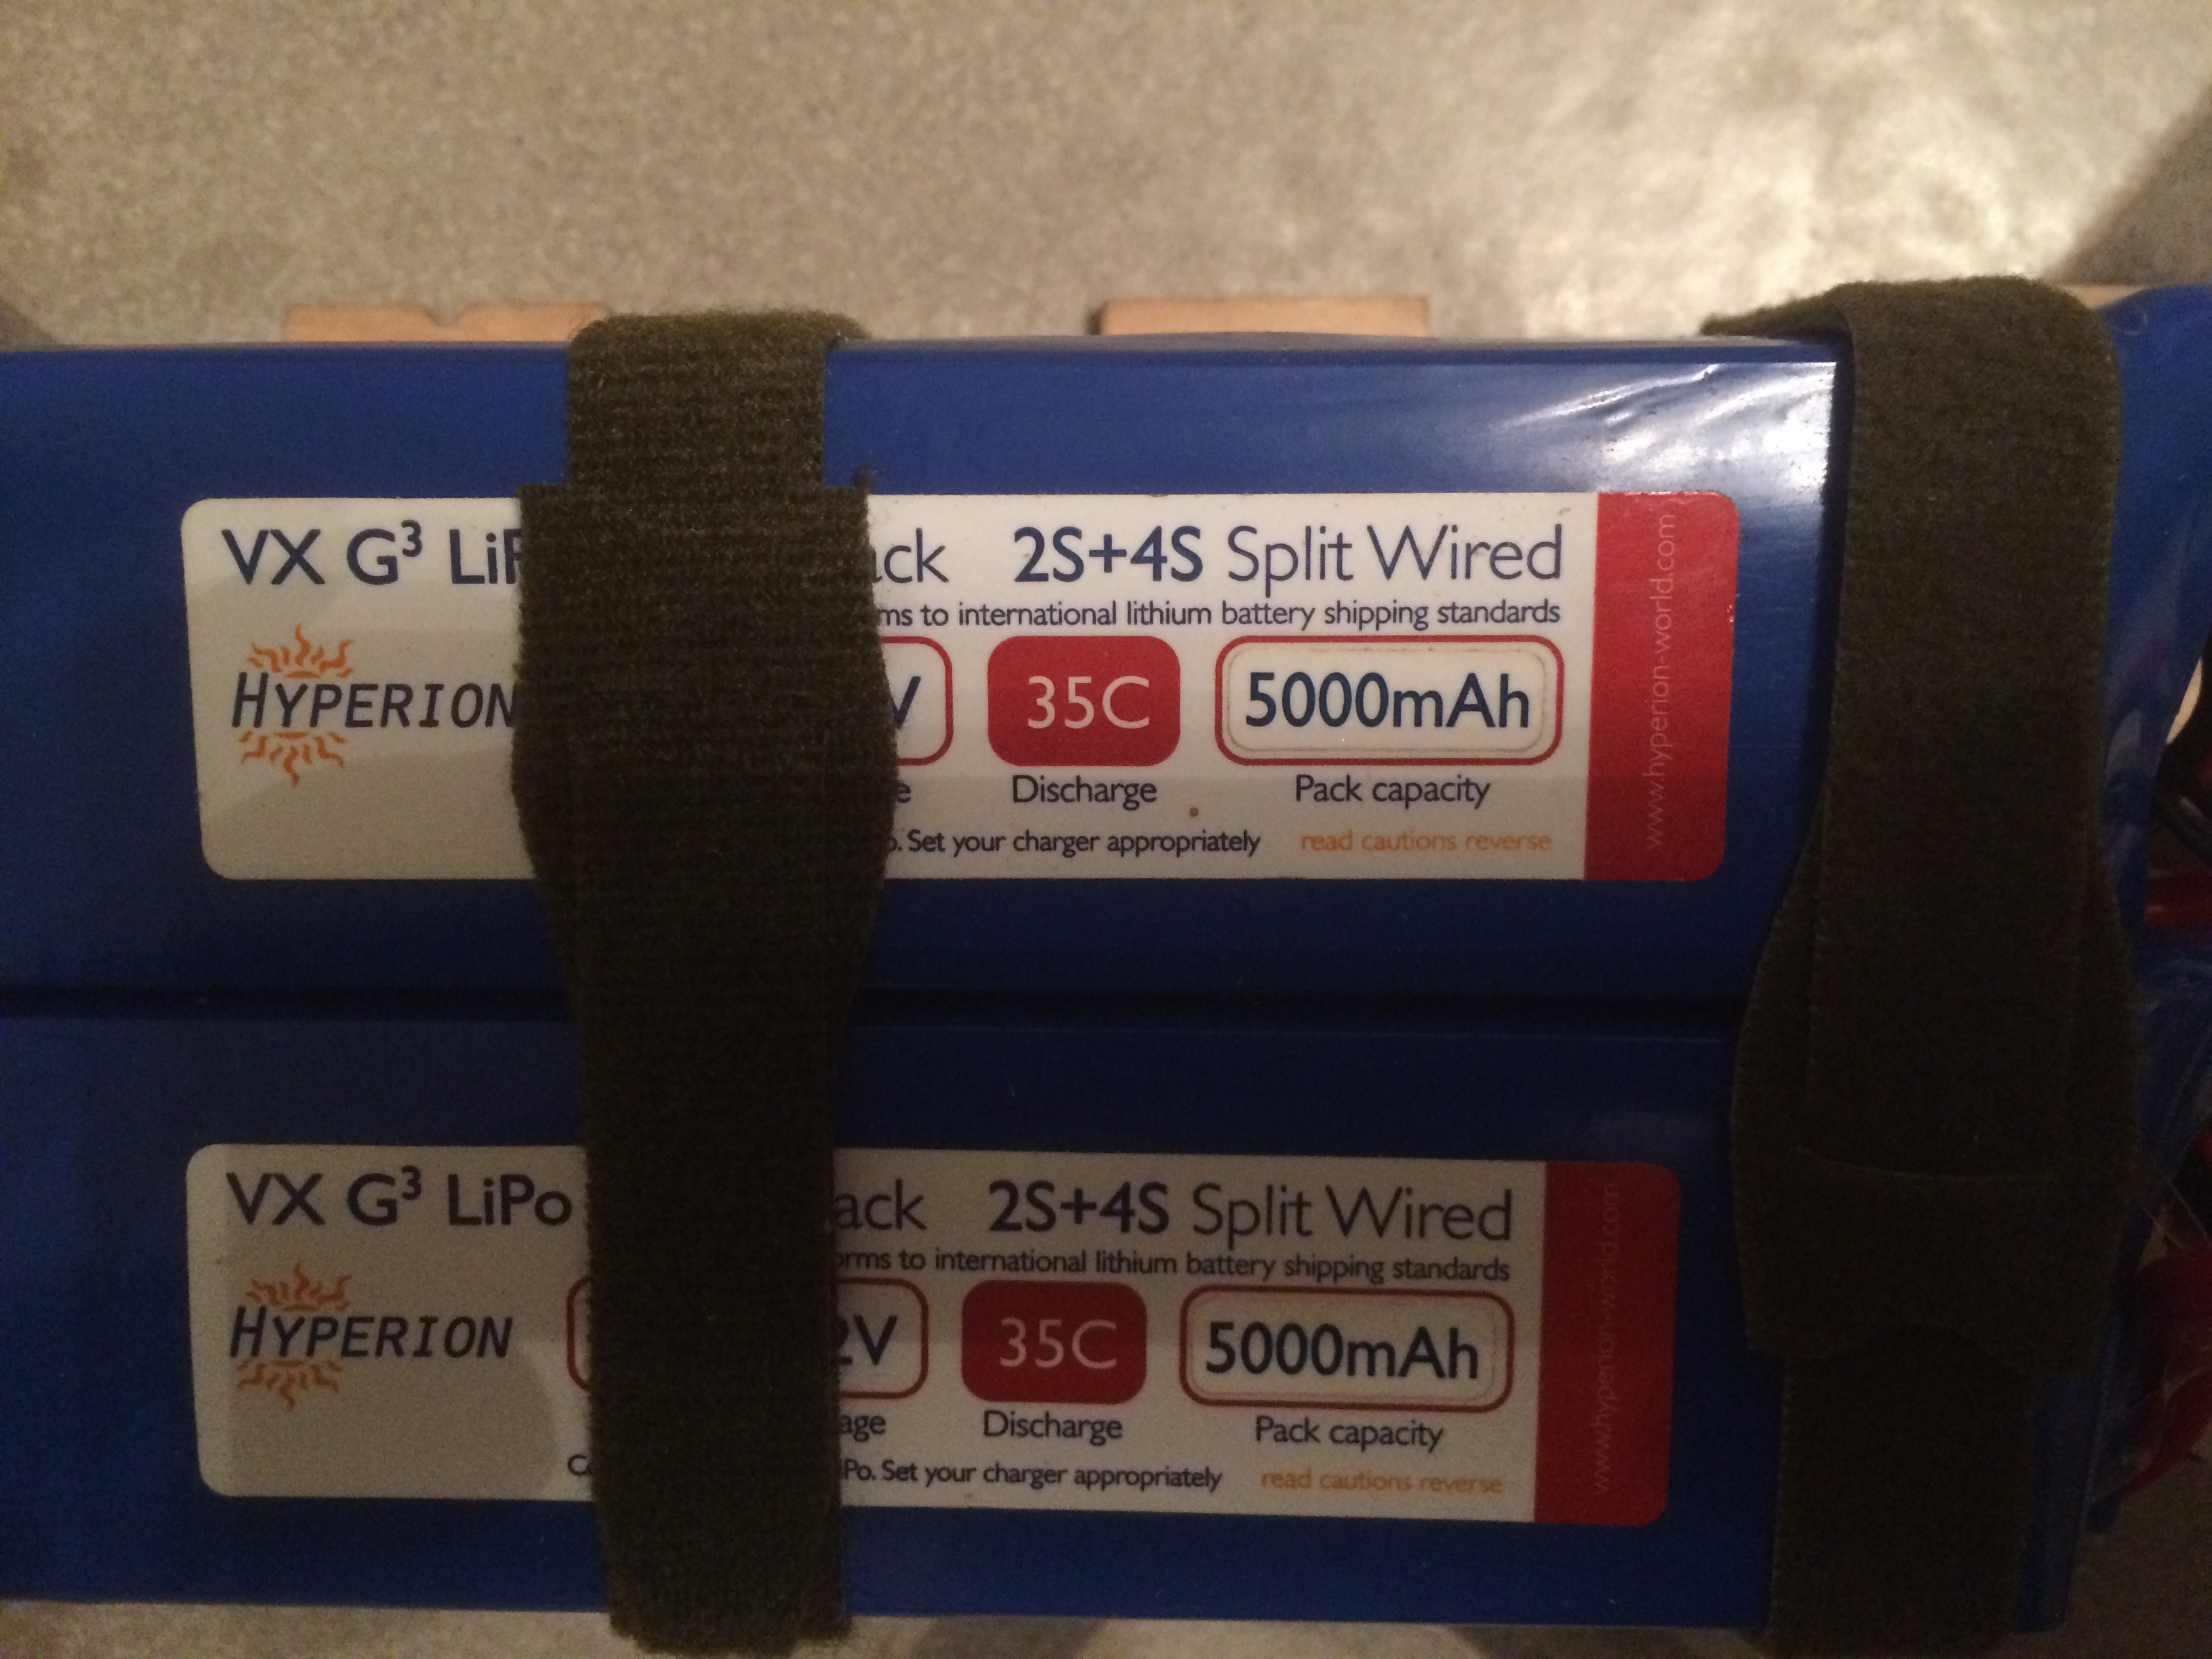 VX G³ LiP ack 2S+4S Split Wired
ms to international lithium battery shipping standards
HYPERION V 35C 5000mAh
e Discharge Pack capacity
o. Set your charger appropriately read cautions reverse
www.hyperion-world.com
VX G³ LiPo ack 2S+4S Split Wired
orms to international lithium battery shipping standards
HYPERION 2V 35C 5000mAh
age Discharge Pack capacity
C iPo. Set your charger appropriately read cautions reverse
www.hyperion-world.com